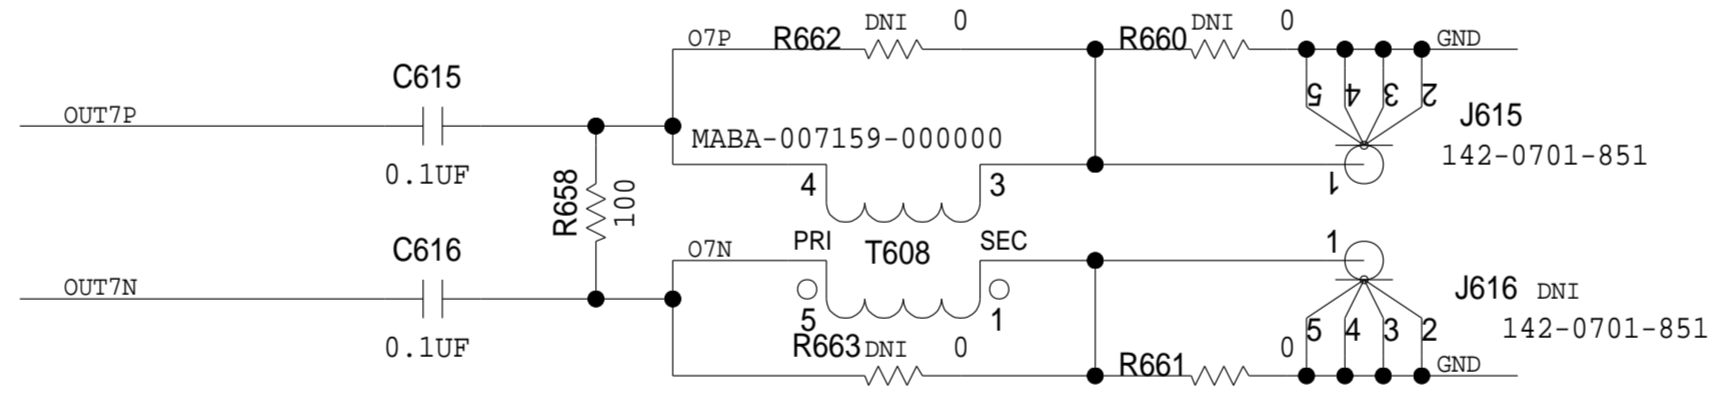 O7P R662 DNI 0 R660 DNI 0 GND
C615 5 4 3 2
OUT7P J615
MABA-007159-000000
142-0701-851
0.1UF R658 100 4 3 1
C616 PRI T608 SEC 1
O7N
OUT7N J616 DNI
5 1 5 4 3 2 142-0701-851
0.1UF R663 DNI 0 R661 0 GND